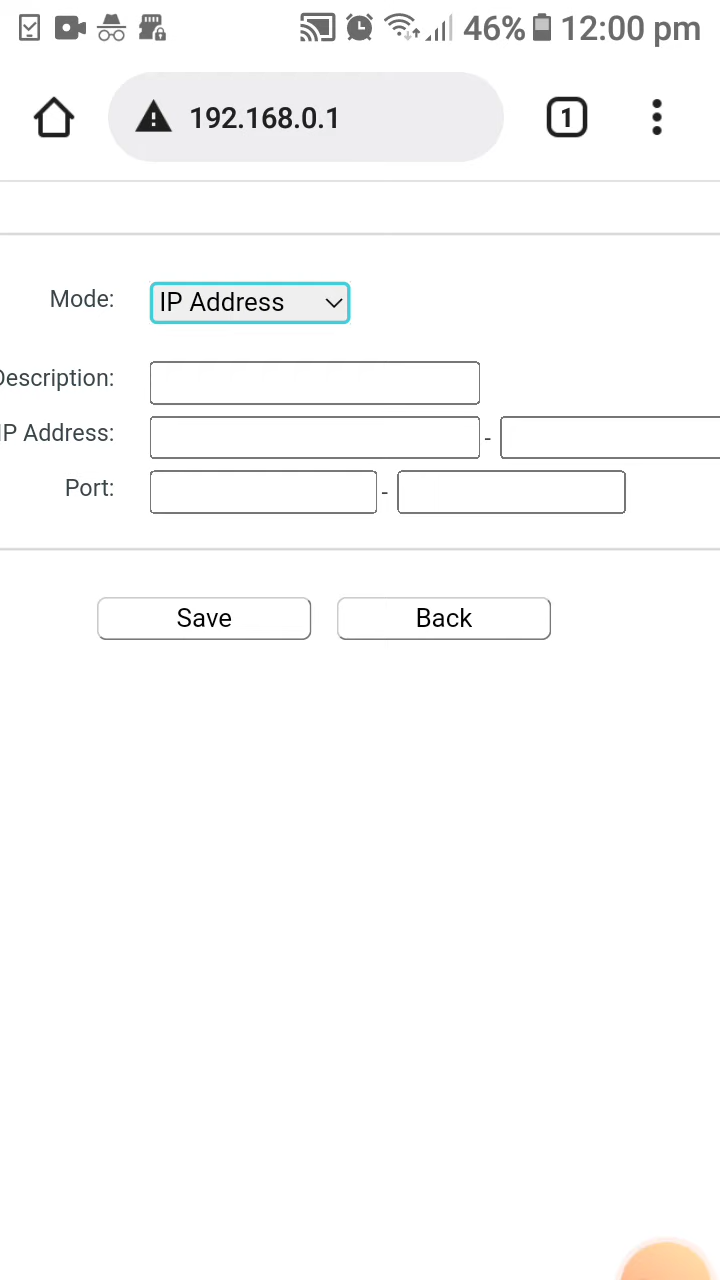 46% 12:00 pm
192.168.0.1 1
Mode: IP Address
Description:
IP Address: -
Port: -
Save Back